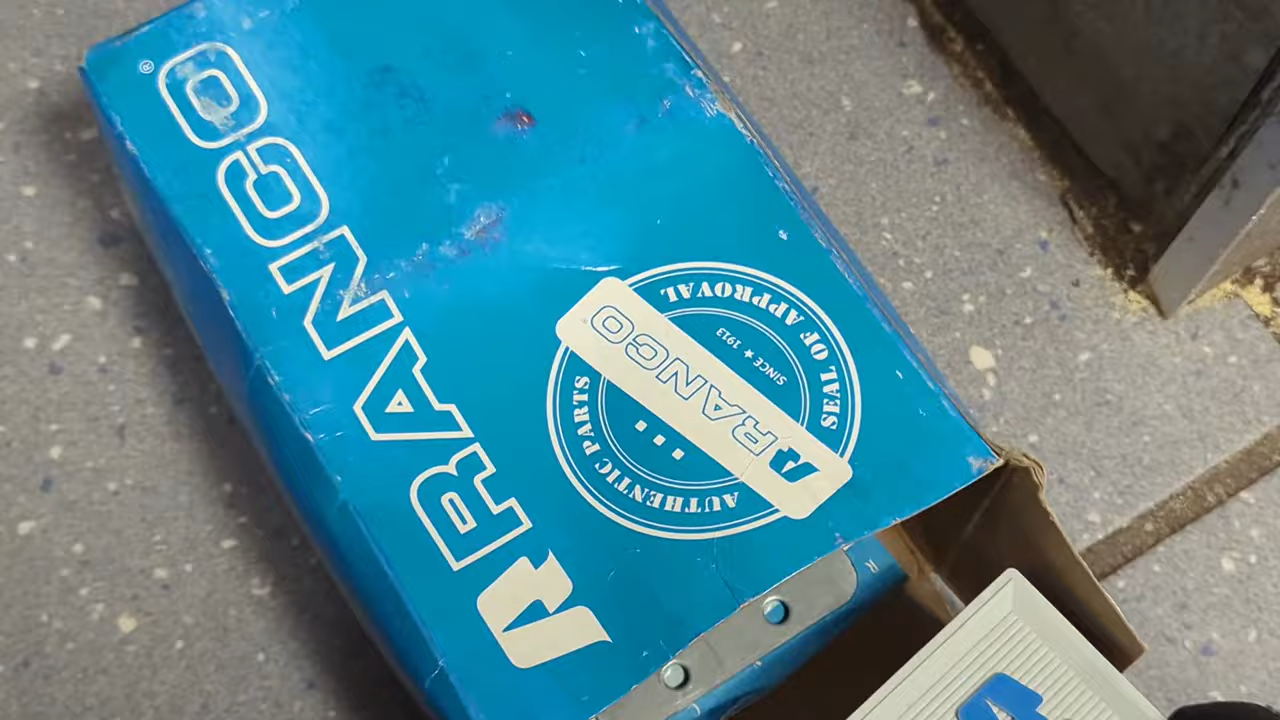 ARANGO®
SEAL OF APPROVAL
SINCE ★ 1913
ARANGO
AUTHENTIC PARTS